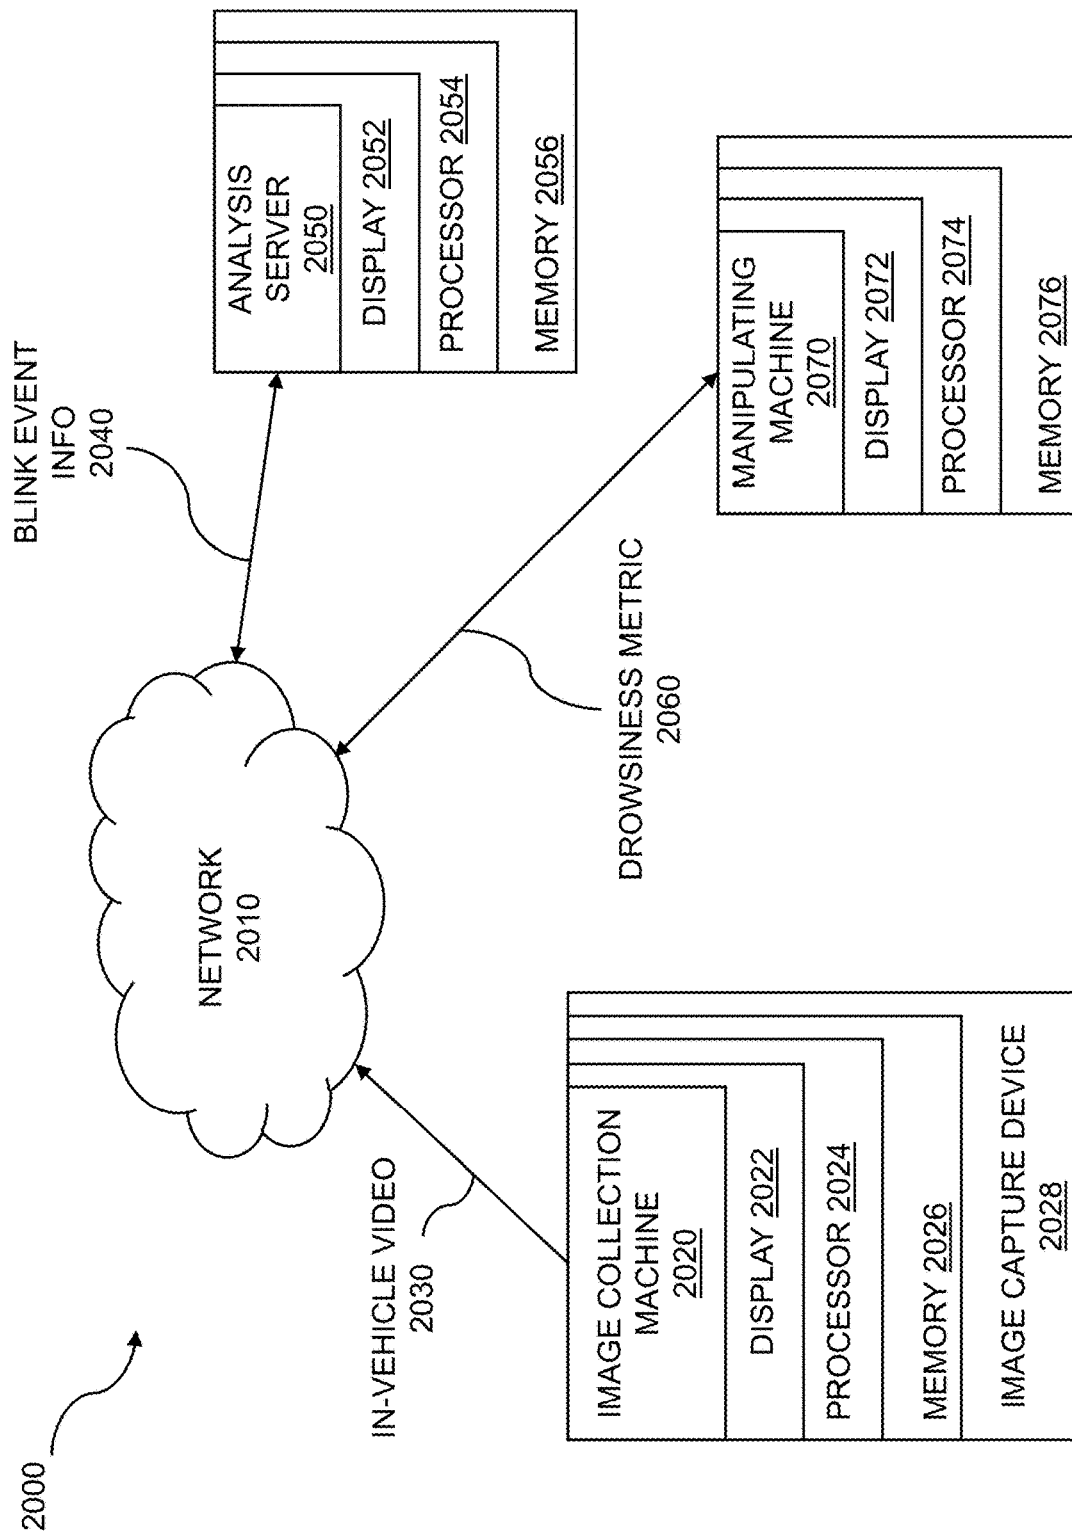 2000
NETWORK
2010
BLINK EVENT
INFO
2040
IN-VEHICLE VIDEO
2030
DROWSINESS METRIC
2060
ANALYSIS
SERVER
2050
DISPLAY 2052
PROCESSOR 2054
MEMORY 2056
IMAGE COLLECTION
MACHINE
2020
DISPLAY 2022
PROCESSOR 2024
MEMORY 2026
IMAGE CAPTURE DEVICE
2028
MANIPULATING
MACHINE
2070
DISPLAY 2072
PROCESSOR 2074
MEMORY 2076